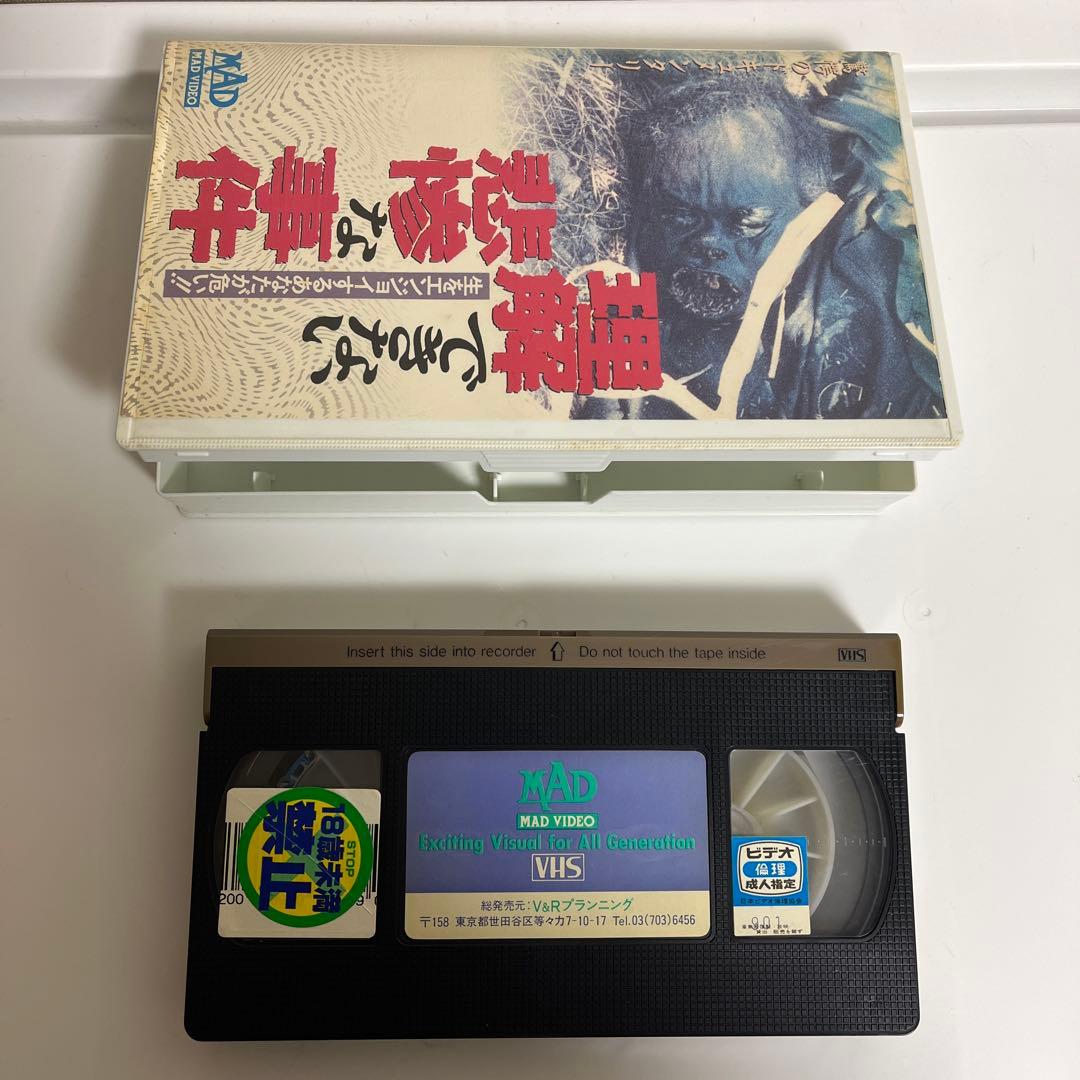 驚愕のドキュメンタリー
理解できない
悲惨な事件
生をエンジョイするあなたが危い!!
MAD
MAD VIDEO
Insert this side into recorder ⇧ Do not touch the tape inside
VHS
STOP
18歳未満
禁止
200
9
MAD
MAD VIDEO
Exciting Visual for All Generation
VHS
総発売元:V&Rプランニング
〒158 東京都世田谷区等々力7-10-17 Tel.03(703)6456
ビデオ
倫理
成人指定
日本ビデオ倫理協会
901